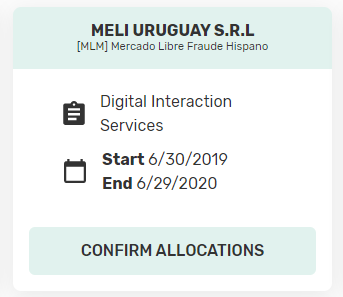 MELI URUGUAY S.R.L
[MLM] Mercado Libre Fraude Hispano
Digital Interaction
Services
Start 6/30/2019
End 6/29/2020
CONFIRM ALLOCATIONS